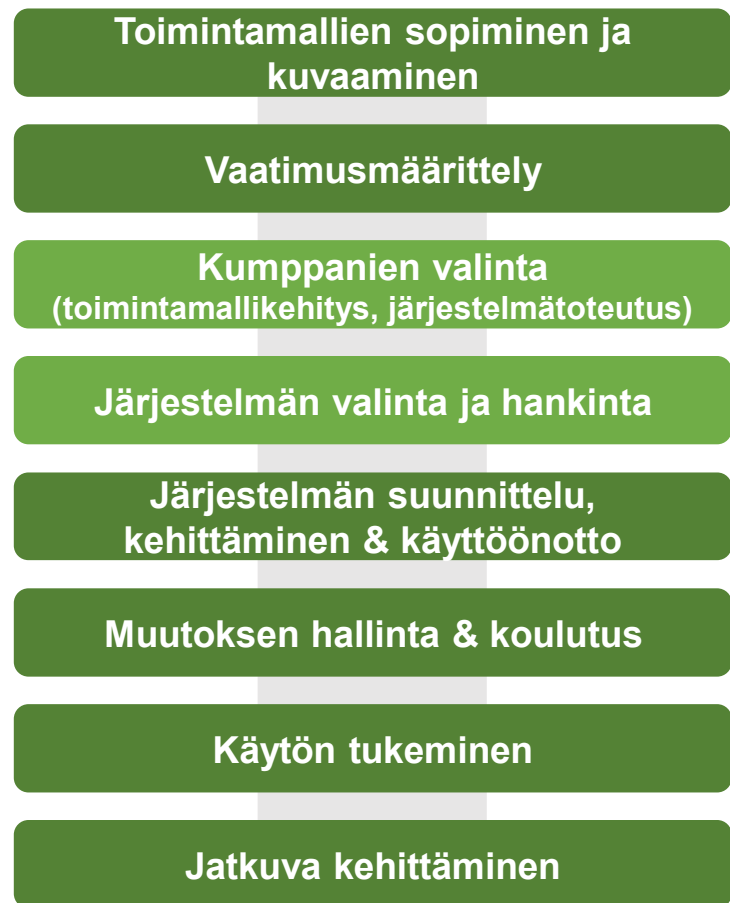 Toimintamallien sopiminen ja
kuvaaminen
Vaatimusmäärittely
Kumppanien valinta
(toimintamallikehitys, järjestelmätoteutus)
Järjestelmän valinta ja hankinta
Järjestelmän suunnittelu,
kehittäminen & käyttöönotto
Muutoksen hallinta & koulutus
Käytön tukeminen
Jatkuva kehittäminen